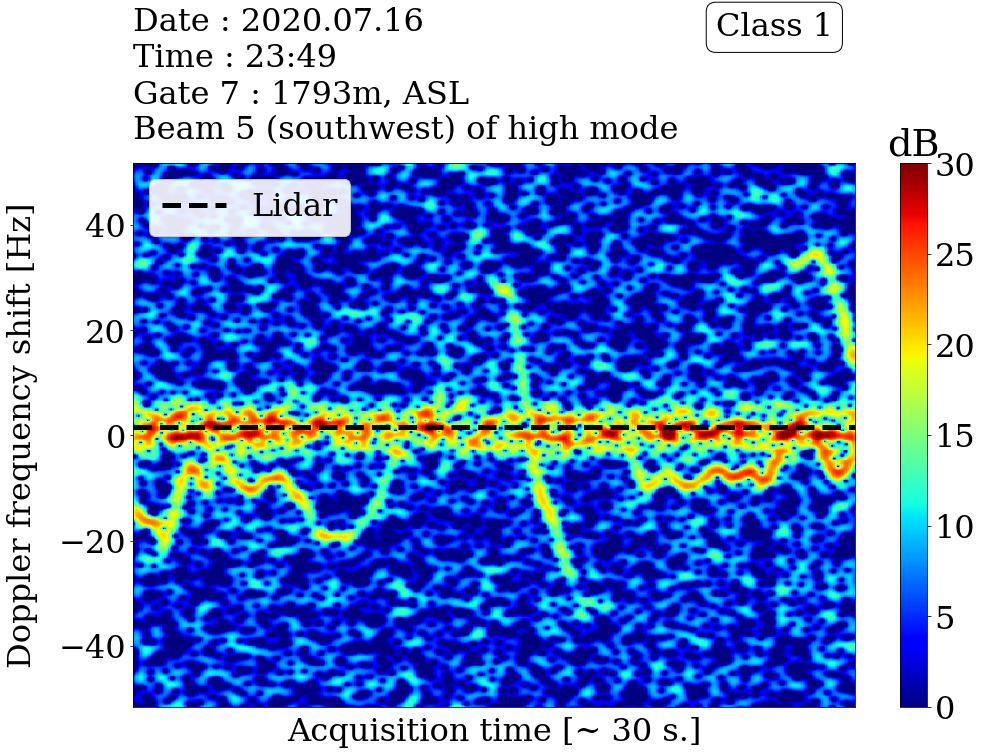 Date : 2020.07.16
Time : 23:49
Gate 7 : 1793m, ASL
Beam 5 (southwest) of high mode
Class 1
dB
Lidar
Doppler frequency shift [Hz]
40
20
0
−20
−40
Acquisition time [~ 30 s.]
30
25
20
15
10
5
0